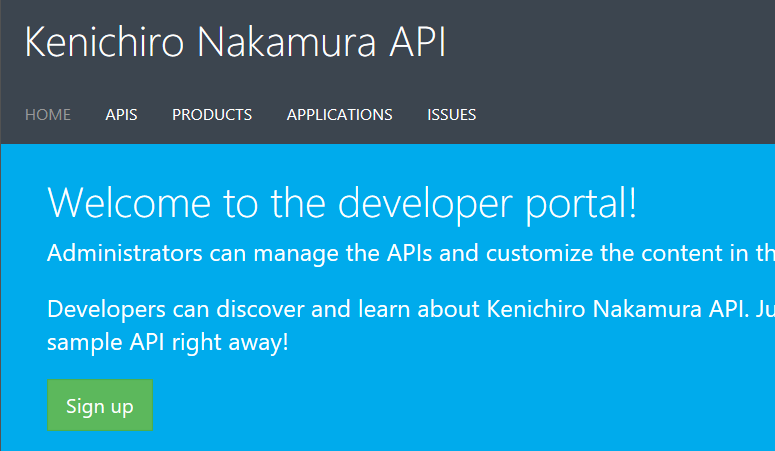 Kenichiro Nakamura API
HOME APIS PRODUCTS APPLICATIONS ISSUES
Welcome to the developer portal!
Administrators can manage the APIs and customize the content in th
Developers can discover and learn about Kenichiro Nakamura API. Ju
sample API right away!
Sign up